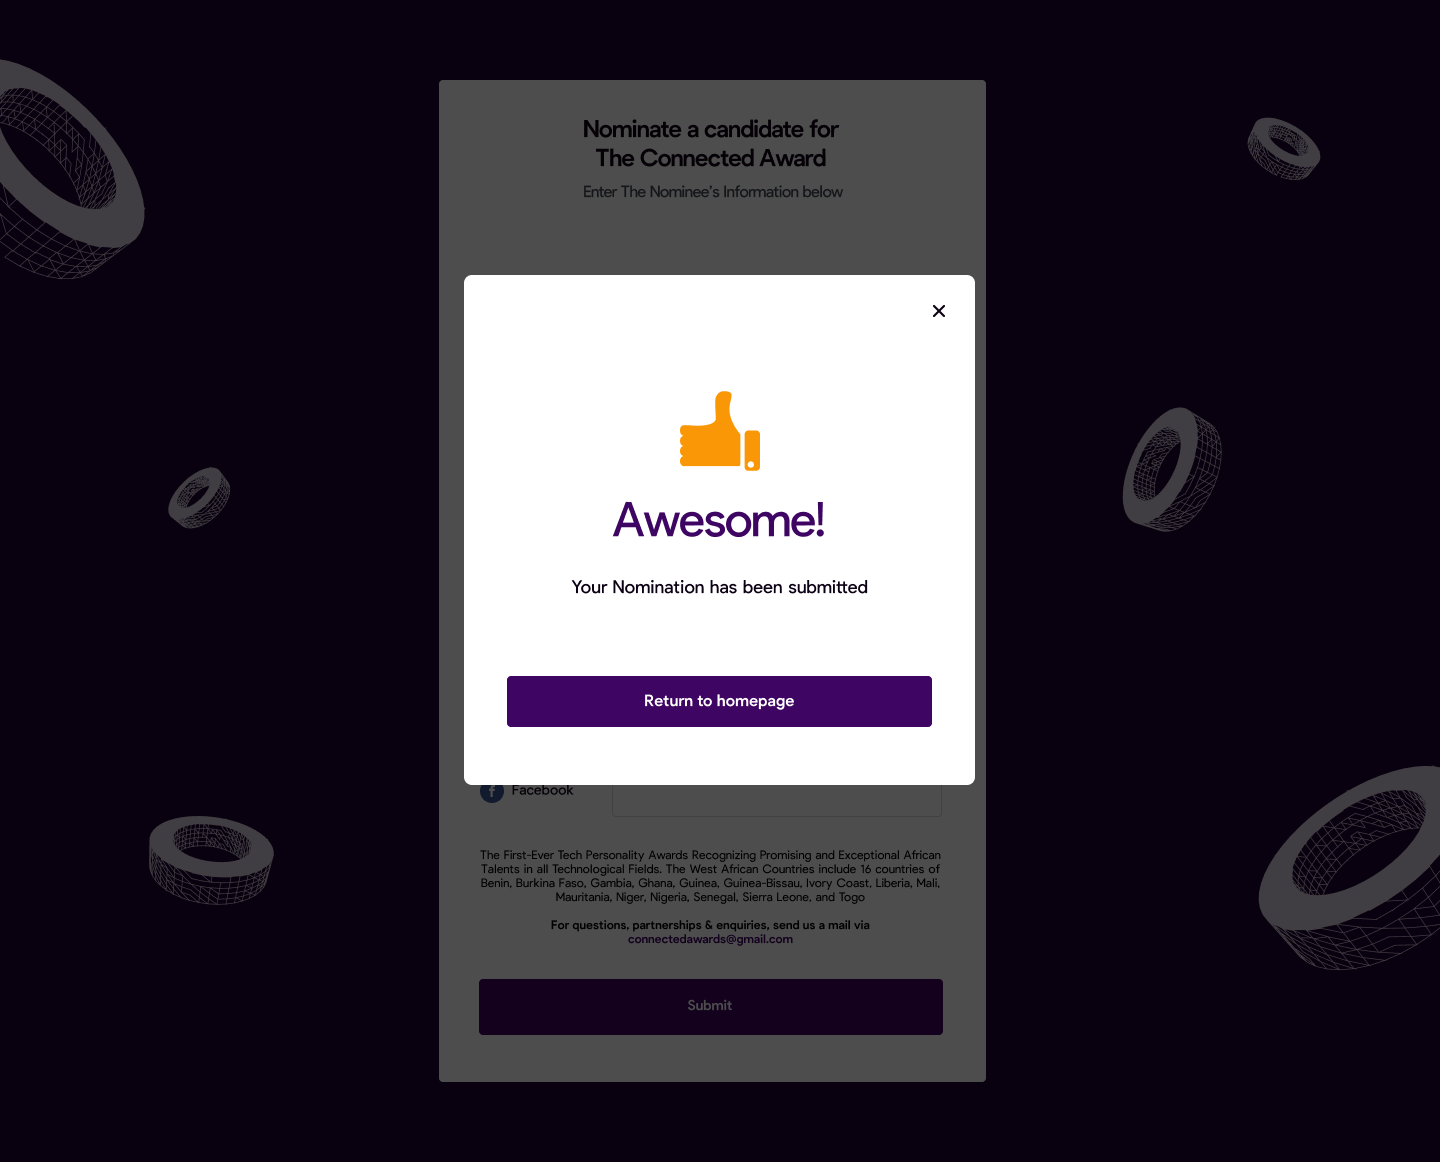 Nominate a candidate for
The Connected Award
Enter The Nominee's Information below
Awesome!
Your Nomination has been submitted
Return to homepage
Facebook
The First-Ever Tech Personality Awards Recognizing Promising and Exceptional African
Talents in all Technological Fields. The West African Countries include 16 countries of
Benin, Burkina Faso, Gambia, Ghana, Guinea, Guinea-Bissau, Ivory Coast, Liberia, Mali,
Mauritania, Niger, Nigeria, Senegal, Sierra Leone, and Togo
For questions, partnerships & enquiries, send us a mail via
connectedawards@gmail.com
Submit